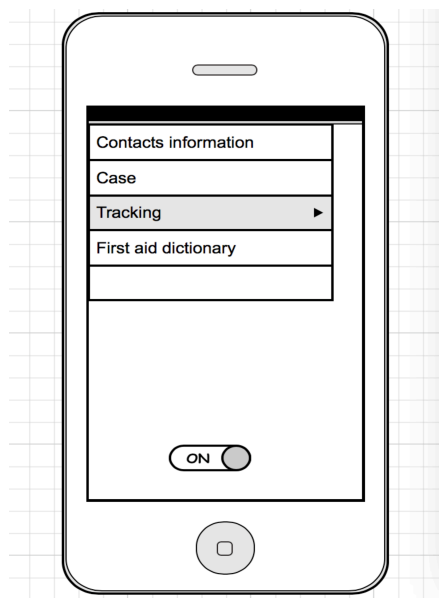 Contacts information
Case
Tracking
First aid dictionary
ON